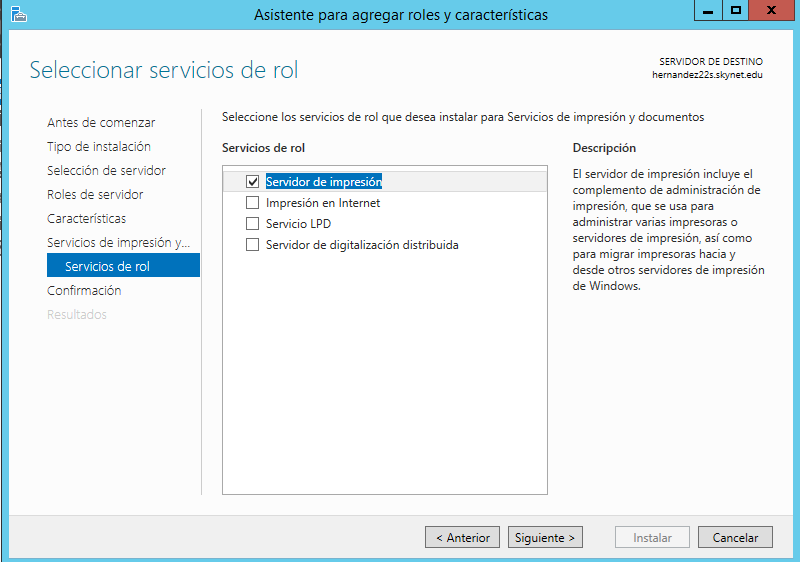 Asistente para agregar roles y características
Seleccionar servicios de rol
SERVIDOR DE DESTINO
hernandez22s.skynet.edu
Antes de comenzar
Tipo de instalación
Selección de servidor
Roles de servidor
Características
Servicios de impresión y...
Servicios de rol
Confirmación
Resultados
Seleccione los servicios de rol que desea instalar para Servicios de impresión y documentos
Servicios de rol
Servidor de impresión
Impresión en Internet
Servicio LPD
Servidor de digitalización distribuida
Descripción
El servidor de impresión incluye el
complemento de administración de
impresión, que se usa para
administrar varias impresoras o
servidores de impresión, así como
para migrar impresoras hacia y
desde otros servidores de impresión
de Windows.
< Anterior
Siguiente >
Instalar
Cancelar